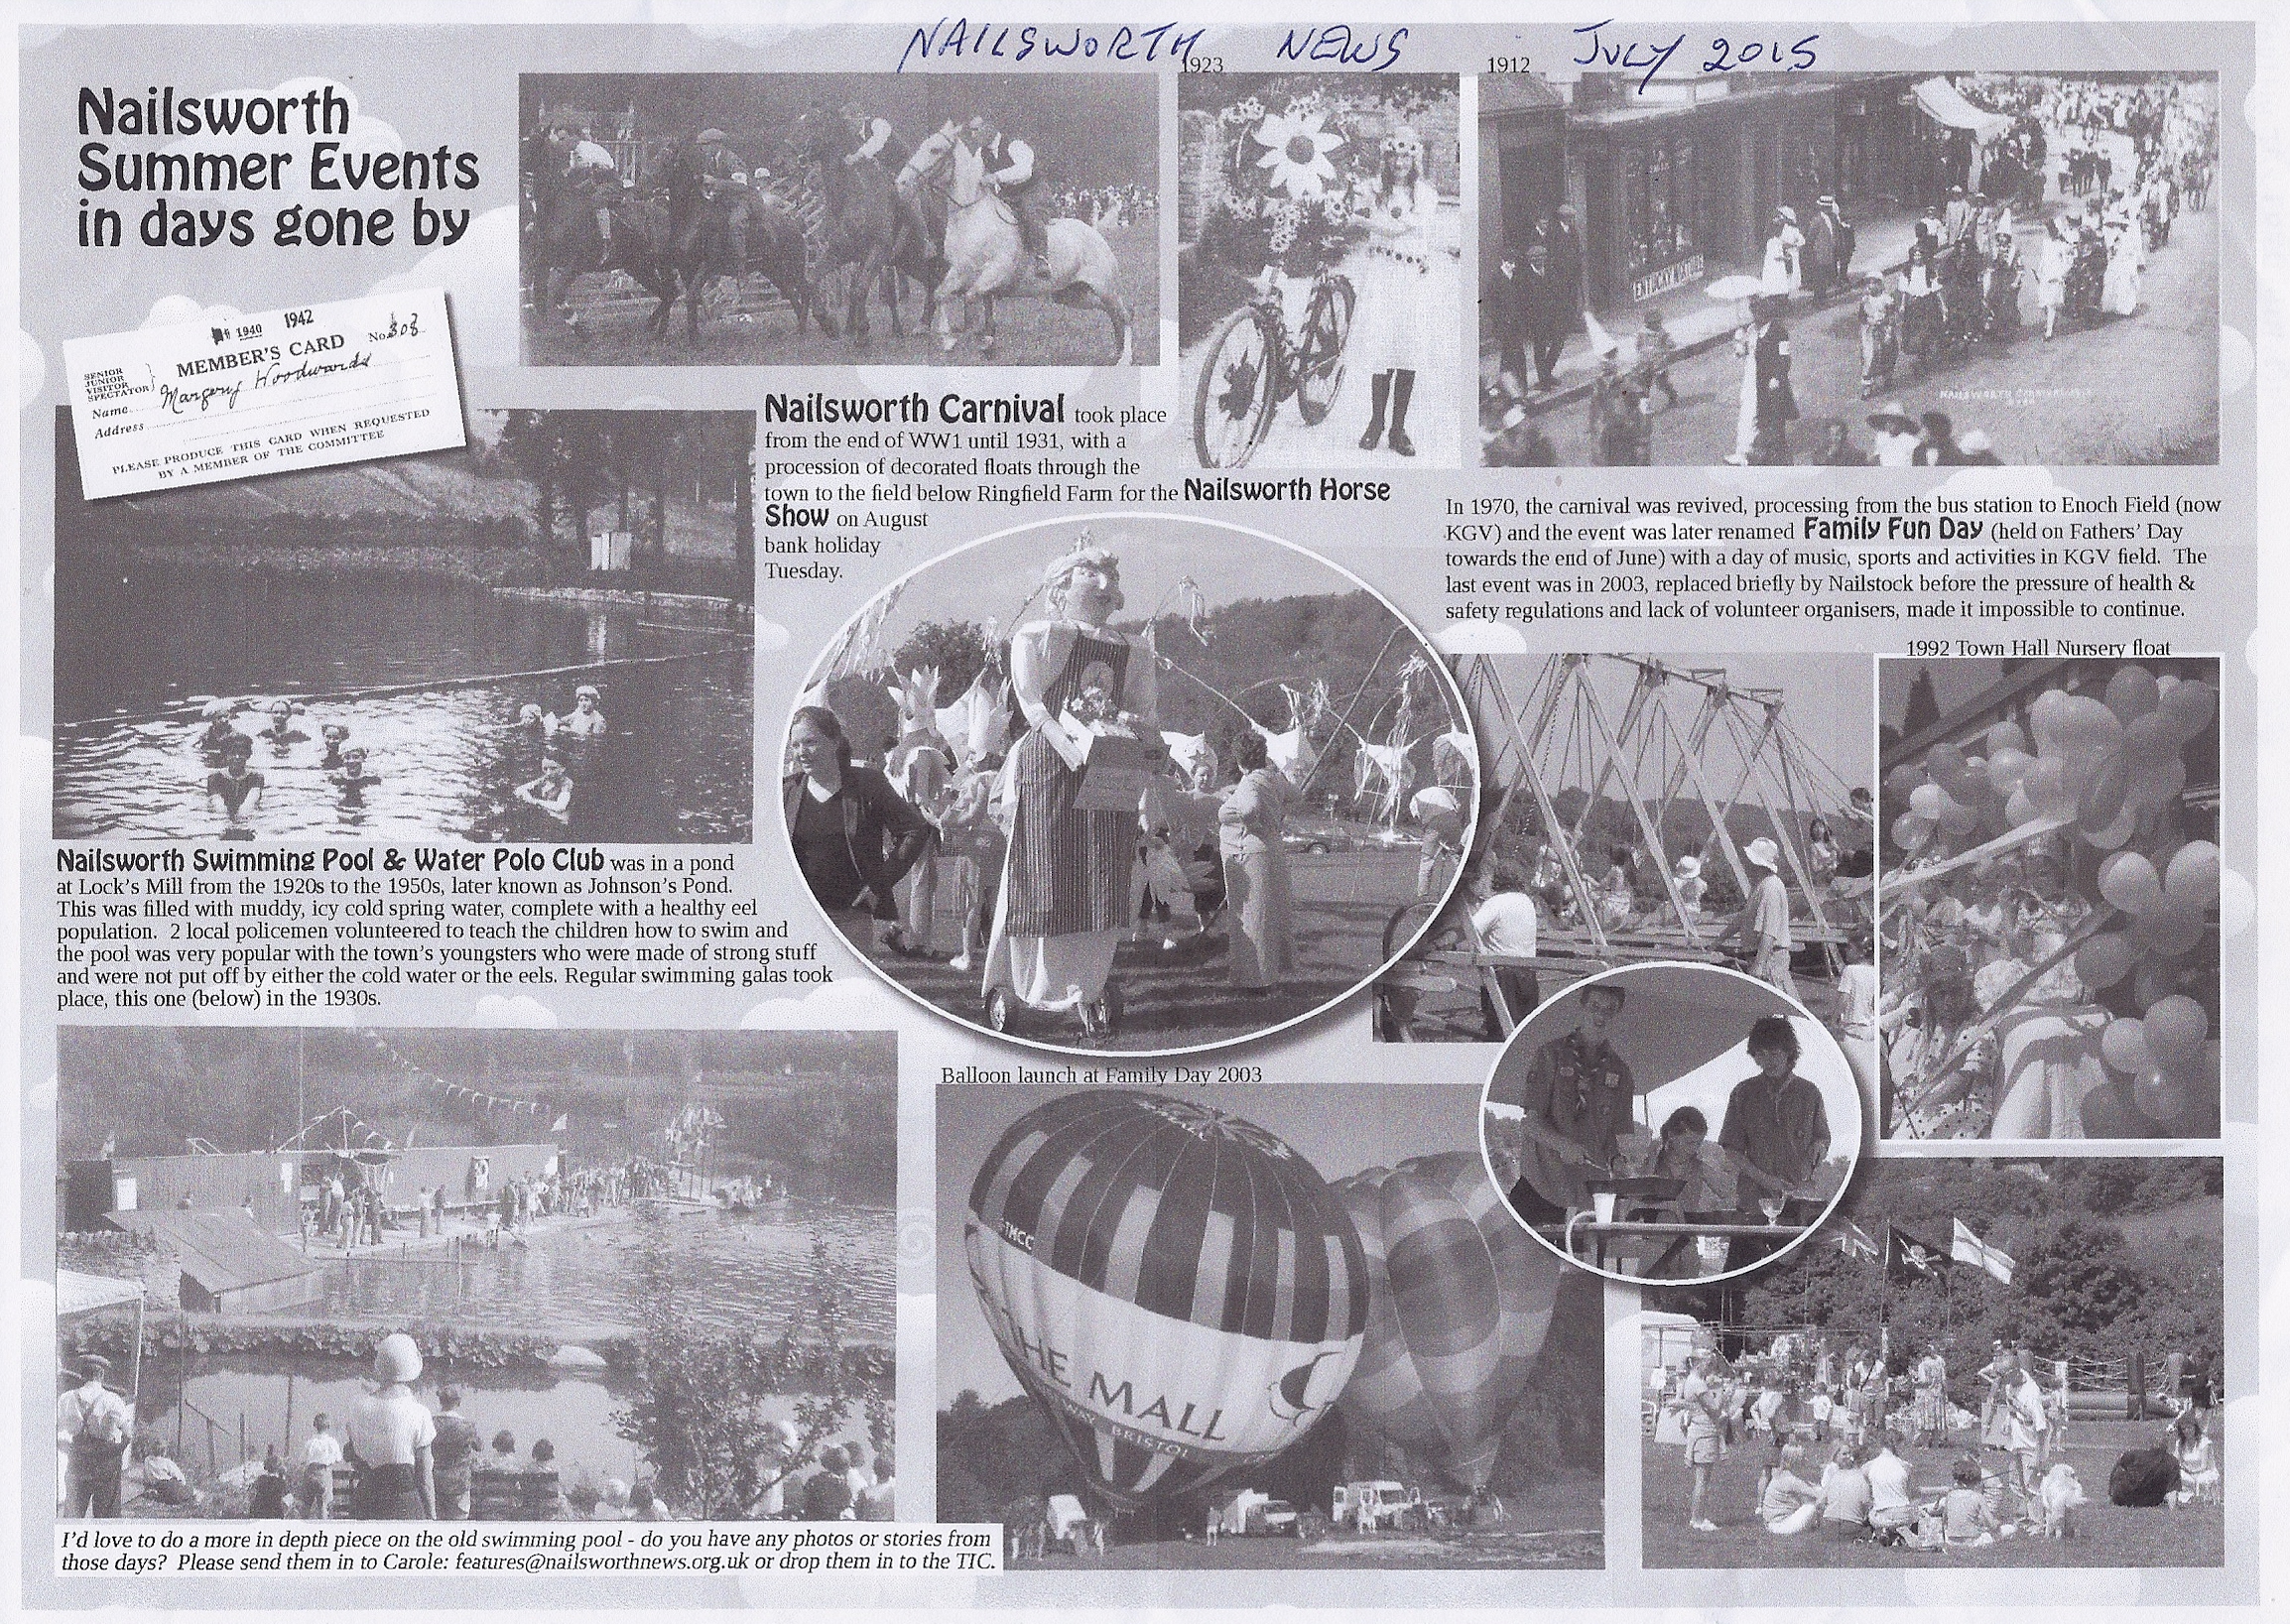 NAILSWORTH NEWS JULY 2015
Nailsworth
Summer Events
in days gone by
1923
1912
1940 1942
MEMBER'S CARD No. 303
SENIOR
JUNIOR
VISITOR
SPECTATOR
Name Margery Woodwards
Address
PLEASE PRODUCE THIS CARD WHEN REQUESTED
BY A MEMBER OF THE COMMITTEE
Nailsworth Carnival took place
from the end of WW1 until 1931, with a
procession of decorated floats through the
town to the field below Ringfield Farm for the Nailsworth Horse
Show on August
bank holiday
Tuesday.
In 1970, the carnival was revived, processing from the bus station to Enoch Field (now
KGV) and the event was later renamed Family Fun Day (held on Fathers' Day
towards the end of June) with a day of music, sports and activities in KGV field. The
last event was in 2003, replaced briefly by Nailstock before the pressure of health &
safety regulations and lack of volunteer organisers, made it impossible to continue.
1992 Town Hall Nursery float
Nailsworth Swimming Pool & Water Polo Club was in a pond
at Lock's Mill from the 1920s to the 1950s, later known as Johnson's Pond.
This was filled with muddy, icy cold spring water, complete with a healthy eel
population. 2 local policemen volunteered to teach the children how to swim and
the pool was very popular with the town's youngsters who were made of strong stuff
and were not put off by either the cold water or the eels. Regular swimming galas took
place, this one (below) in the 1930s.
Balloon launch at Family Day 2003
TMCC
THE MALL
BRISTOL
I'd love to do a more in depth piece on the old swimming pool - do you have any photos or stories from
those days? Please send them in to Carole: features@nailsworthnews.org.uk or drop them in to the TIC.